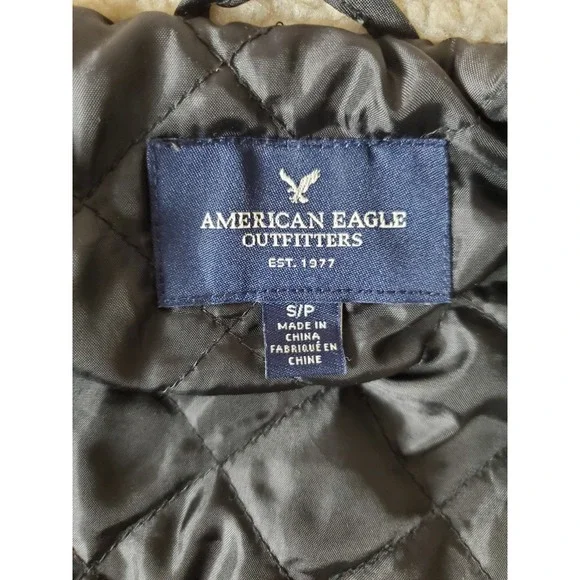 AMERICAN EAGLE
OUTFITTERS
EST. 1977
S/P
MADE IN
CHINA
FABRIQUÉ EN
CHINE